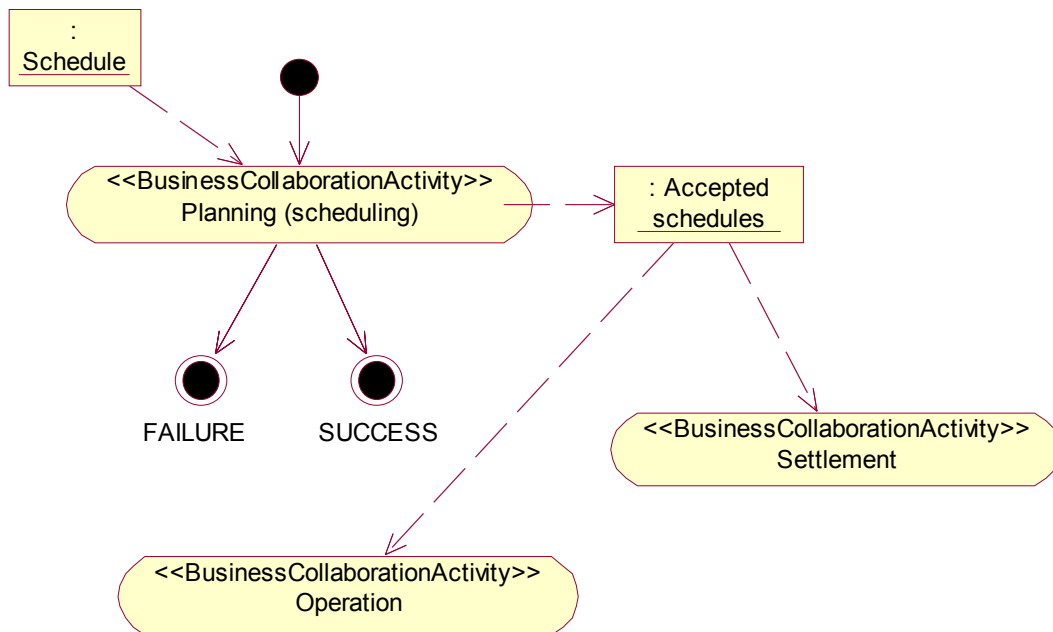 :
Schedule
<<BusinessCollaborationActivity>>
Planning (scheduling)
: Accepted
schedules
FAILURE
SUCCESS
<<BusinessCollaborationActivity>>
Settlement
<<BusinessCollaborationActivity>>
Operation